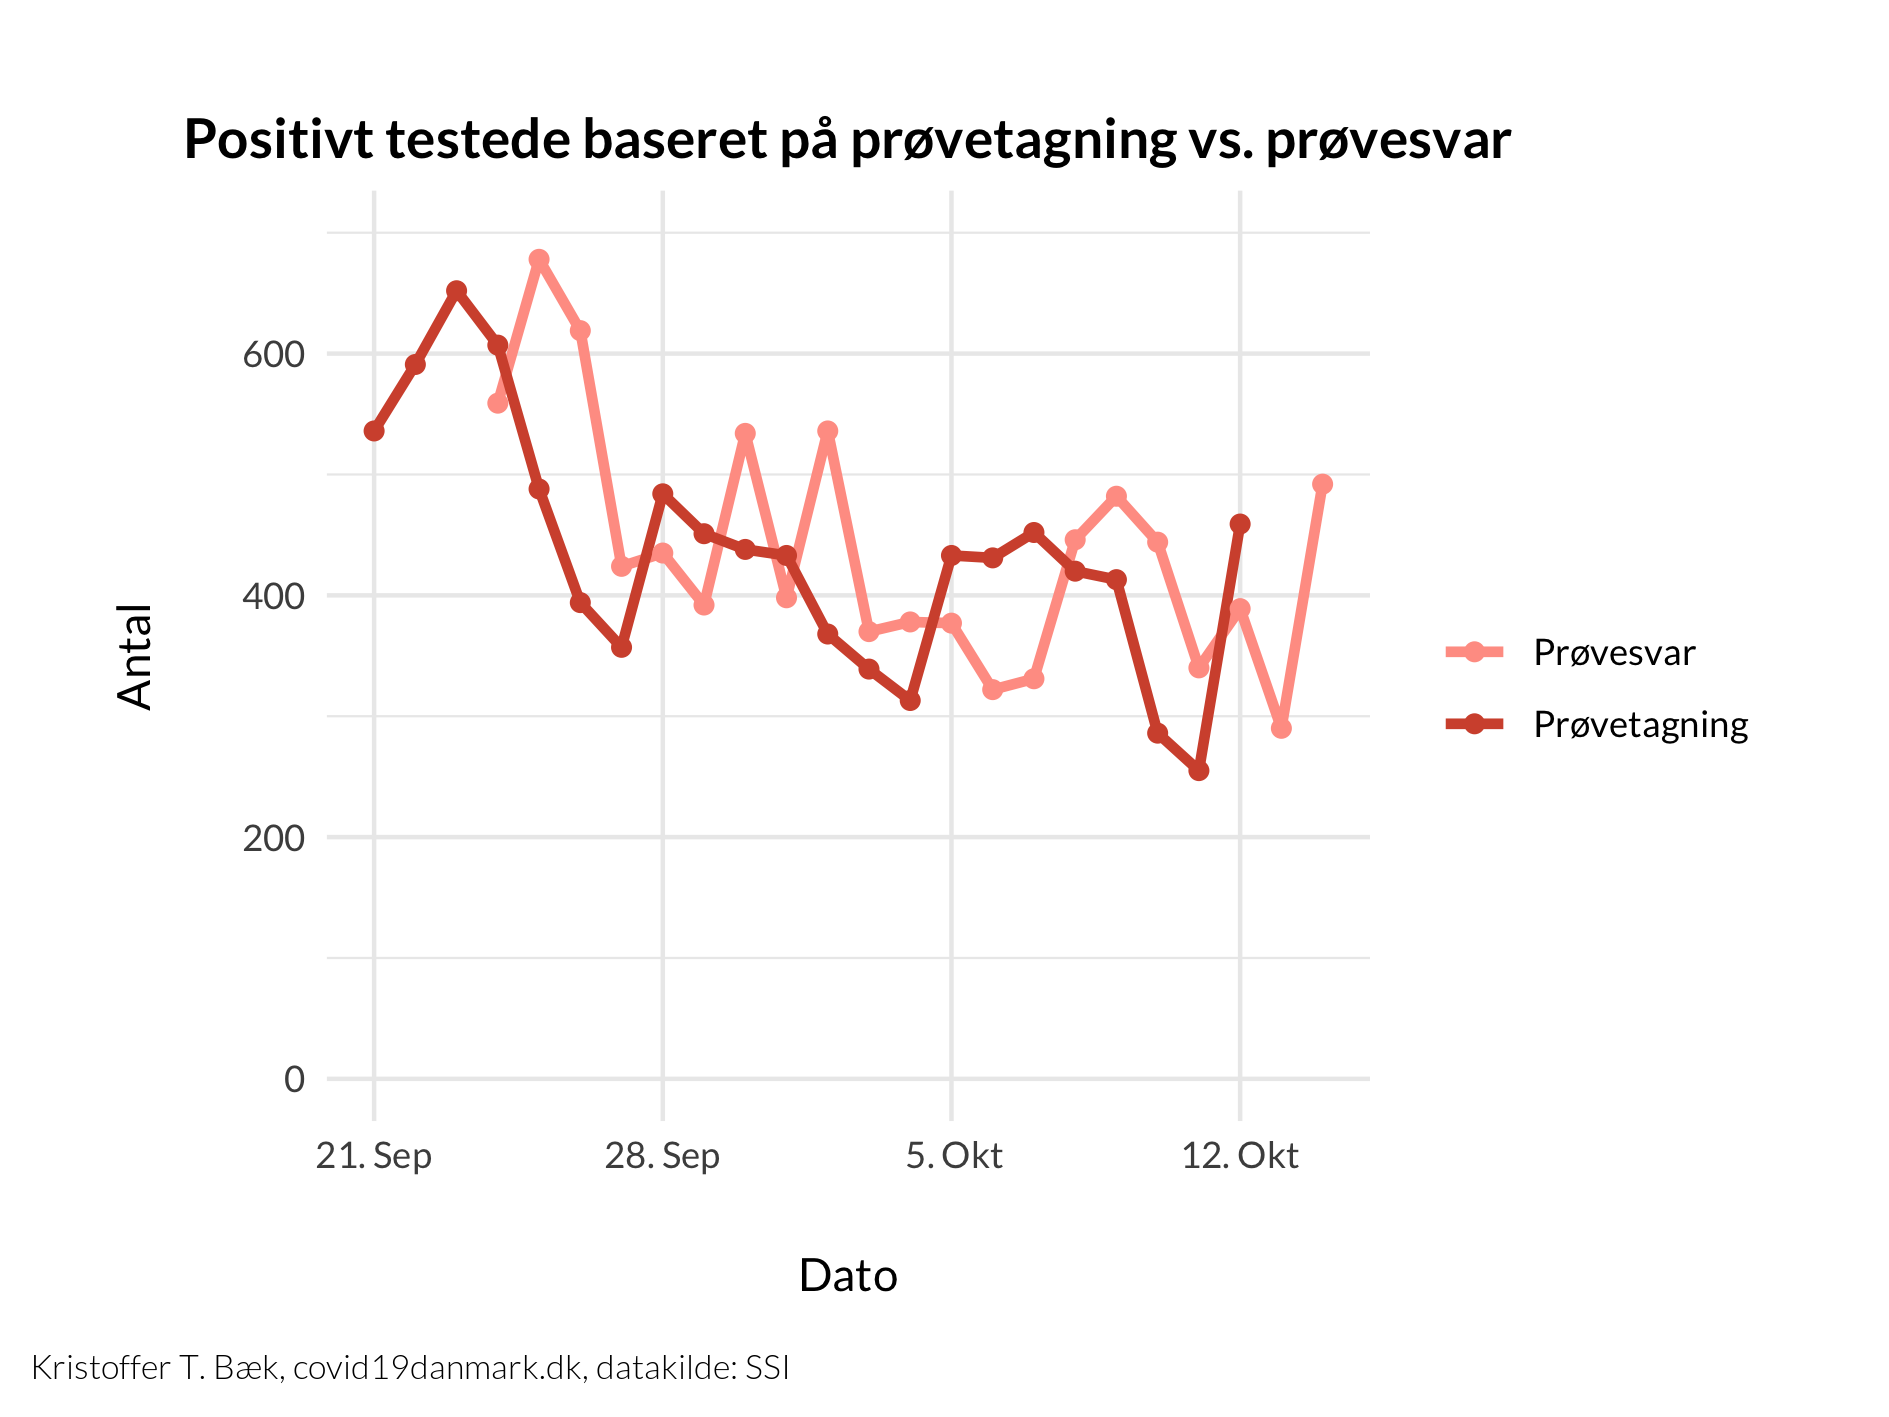 Positivt testede baseret på prøvetagning vs. prøvesvar
600
400
200
0
Antal
21. Sep
28. Sep
5. Okt
12. Okt
Dato
Prøvesvar
Prøvetagning
Kristoffer T. Bæk, covid19danmark.dk, datakilde: SSI